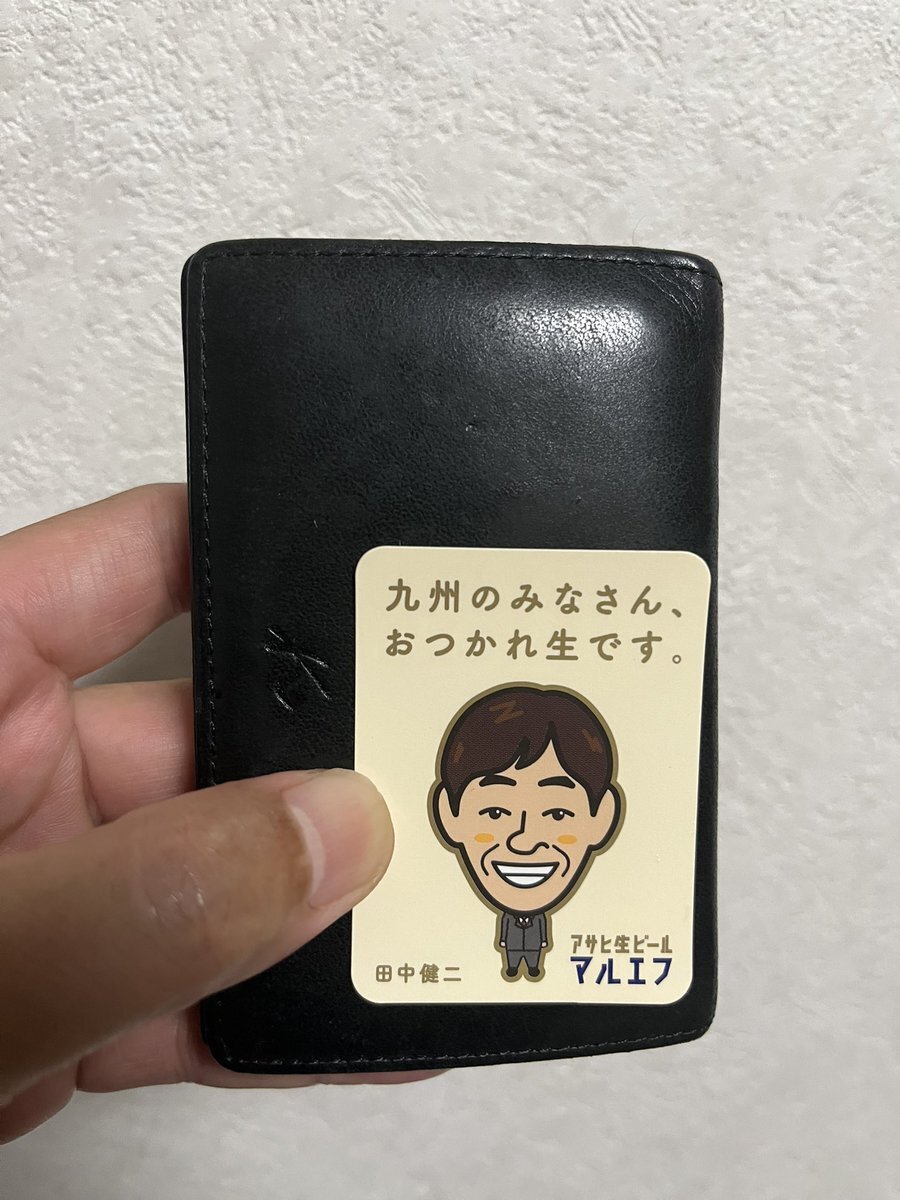 九州のみなさん、
おつかれ生です。
田中健二
アサヒ生ビール
マルエフ